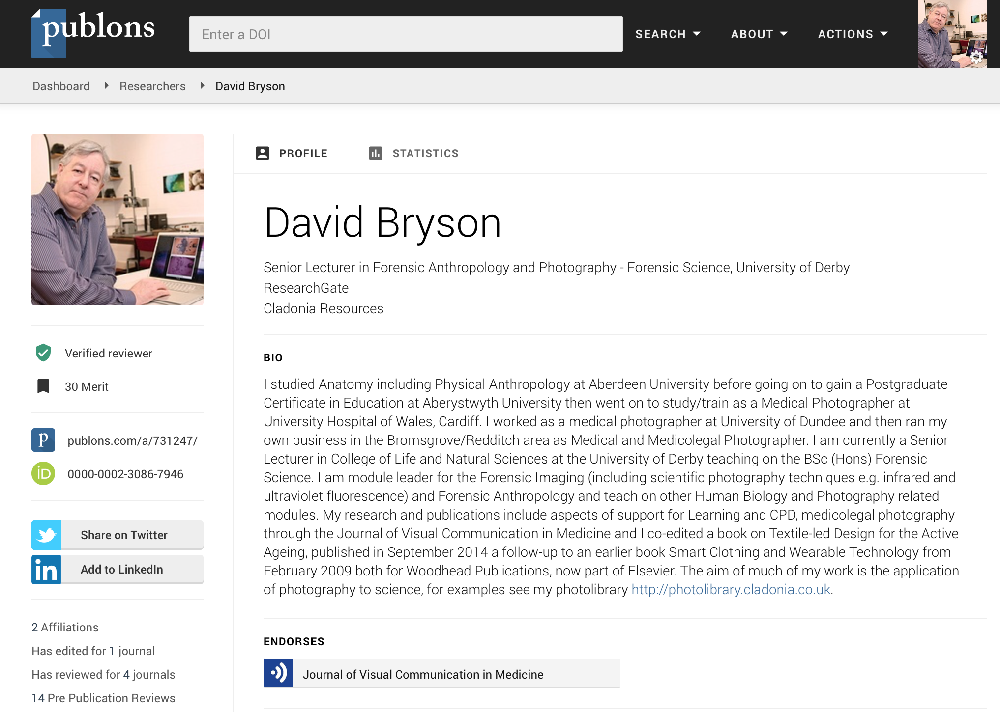 publons
Enter a DOI
SEARCH
ABOUT
ACTIONS
Dashboard
Researchers
David Bryson
PROFILE
STATISTICS
David Bryson
Senior Lecturer in Forensic Anthropology and Photography - Forensic Science, University of Derby
ResearchGate
Cladonia Resources
Verified reviewer
30 Merit
p publons.com/a/731247/
iD 0000-0002-3086-7946
Share on Twitter
in Add to LinkedIn
2 Affiliations
Has edited for 1 journal
Has reviewed for 4 journals
14 Pre Publication Reviews
BIO
I studied Anatomy including Physical Anthropology at Aberdeen University before going on to gain a Postgraduate
Certificate in Education at Aberystwyth University then went on to study/train as a Medical Photographer at
University Hospital of Wales, Cardiff. I worked as a medical photographer at University of Dundee and then ran my
own business in the Bromsgrove/Redditch area as Medical and Medicolegal Photographer. I am currently a Senior
Lecturer in College of Life and Natural Sciences at the University of Derby teaching on the BSc (Hons) Forensic
Science. I am module leader for the Forensic Imaging (including scientific photography techniques e.g. infrared and
ultraviolet fluorescence) and Forensic Anthropology and teach on other Human Biology and Photography related
modules. My research and publications include aspects of support for Learning and CPD, medicolegal photography
through the Journal of Visual Communication in Medicine and I co-edited a book on Textile-led Design for the Active
Ageing, published in September 2014 a follow-up to an earlier book Smart Clothing and Wearable Technology from
February 2009 both for Woodhead Publications, now part of Elsevier. The aim of much of my work is the application
of photography to science, for examples see my photolibrary http://photolibrary.cladonia.co.uk.
ENDORSES
Journal of Visual Communication in Medicine